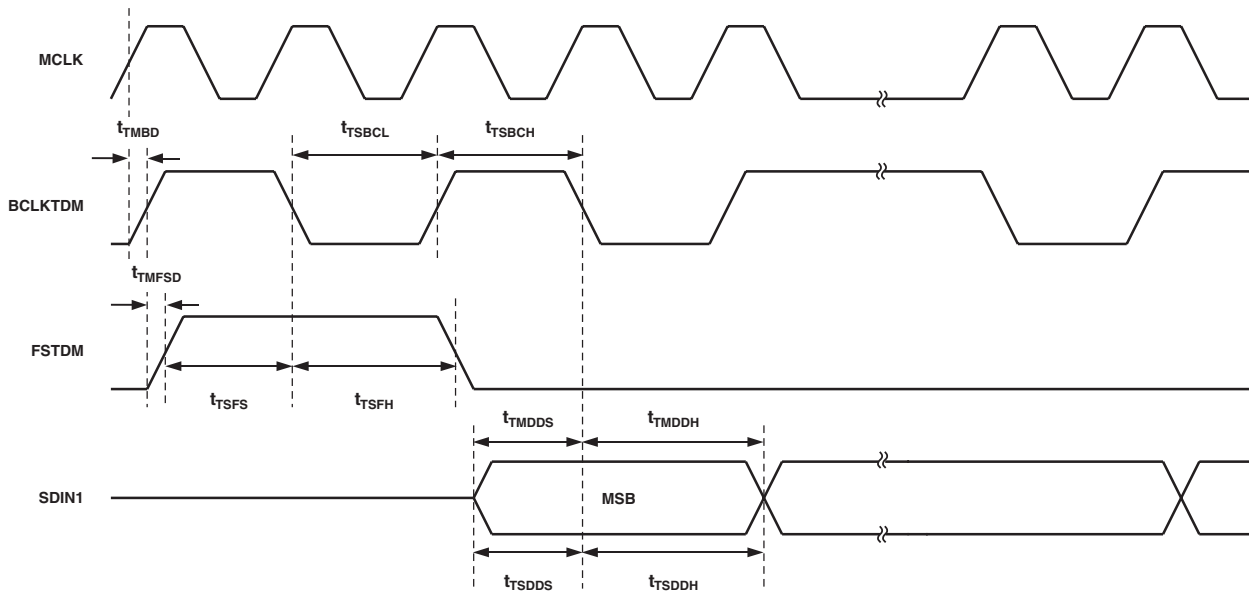 MCLK
tTMBD
tTSBCL
tTSBCH
BCLKTDM
tTMFSD
FSTDM
tTSFS
tTSFH
tTMDDS
tTMDDH
SDIN1
MSB
tTSDDS
tTSDDH